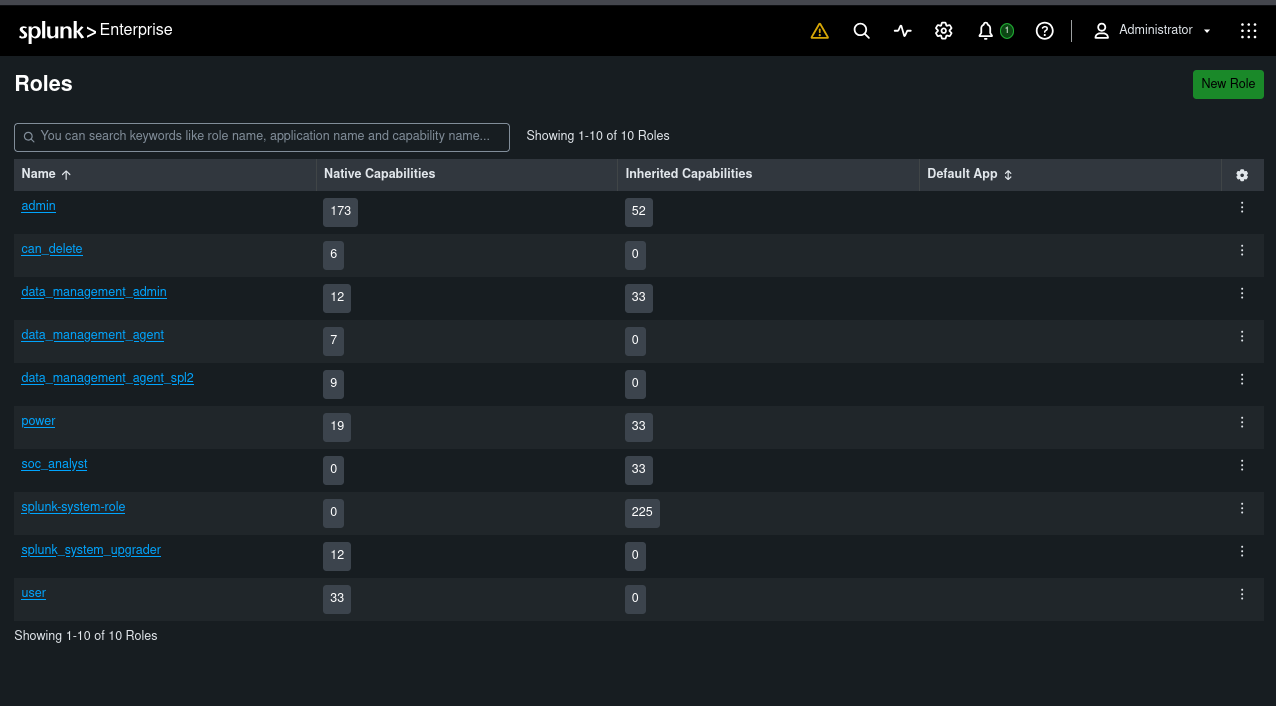 splunk> Enterprise
1
Administrator
Roles
New Role
You can search keywords like role name, application name and capability name...
Showing 1-10 of 10 Roles
Name Native Capabilities Inherited Capabilities Default App
admin 173 52
can_delete 6 0
data_management_admin 12 33
data_management_agent 7 0
data_management_agent_spl2 9 0
power 19 33
soc_analyst 0 33
splunk-system-role 0 225
splunk_system_upgrader 12 0
user 33 0
Showing 1-10 of 10 Roles